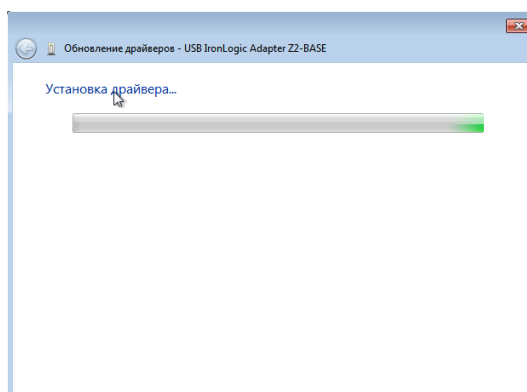 Обновление драйверов - USB IronLogic Adapter Z2-BASE
Установка драйвера...